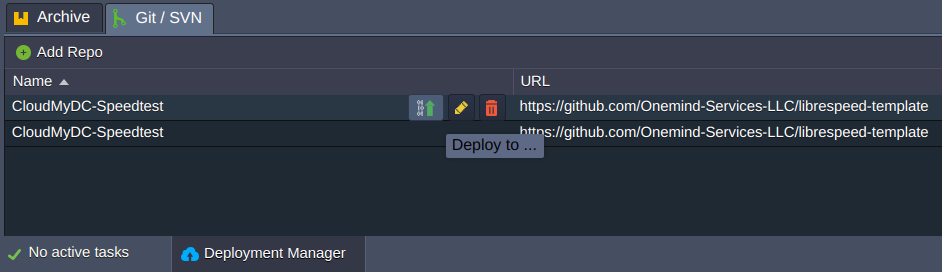 Archive
Git / SVN
Add Repo
Name
URL
CloudMyDC-Speedtest
https://github.com/Onemind-Services-LLC/librespeed-template
CloudMyDC-Speedtest
https://github.com/Onemind-Services-LLC/librespeed-template
Deploy to ...
No active tasks
Deployment Manager